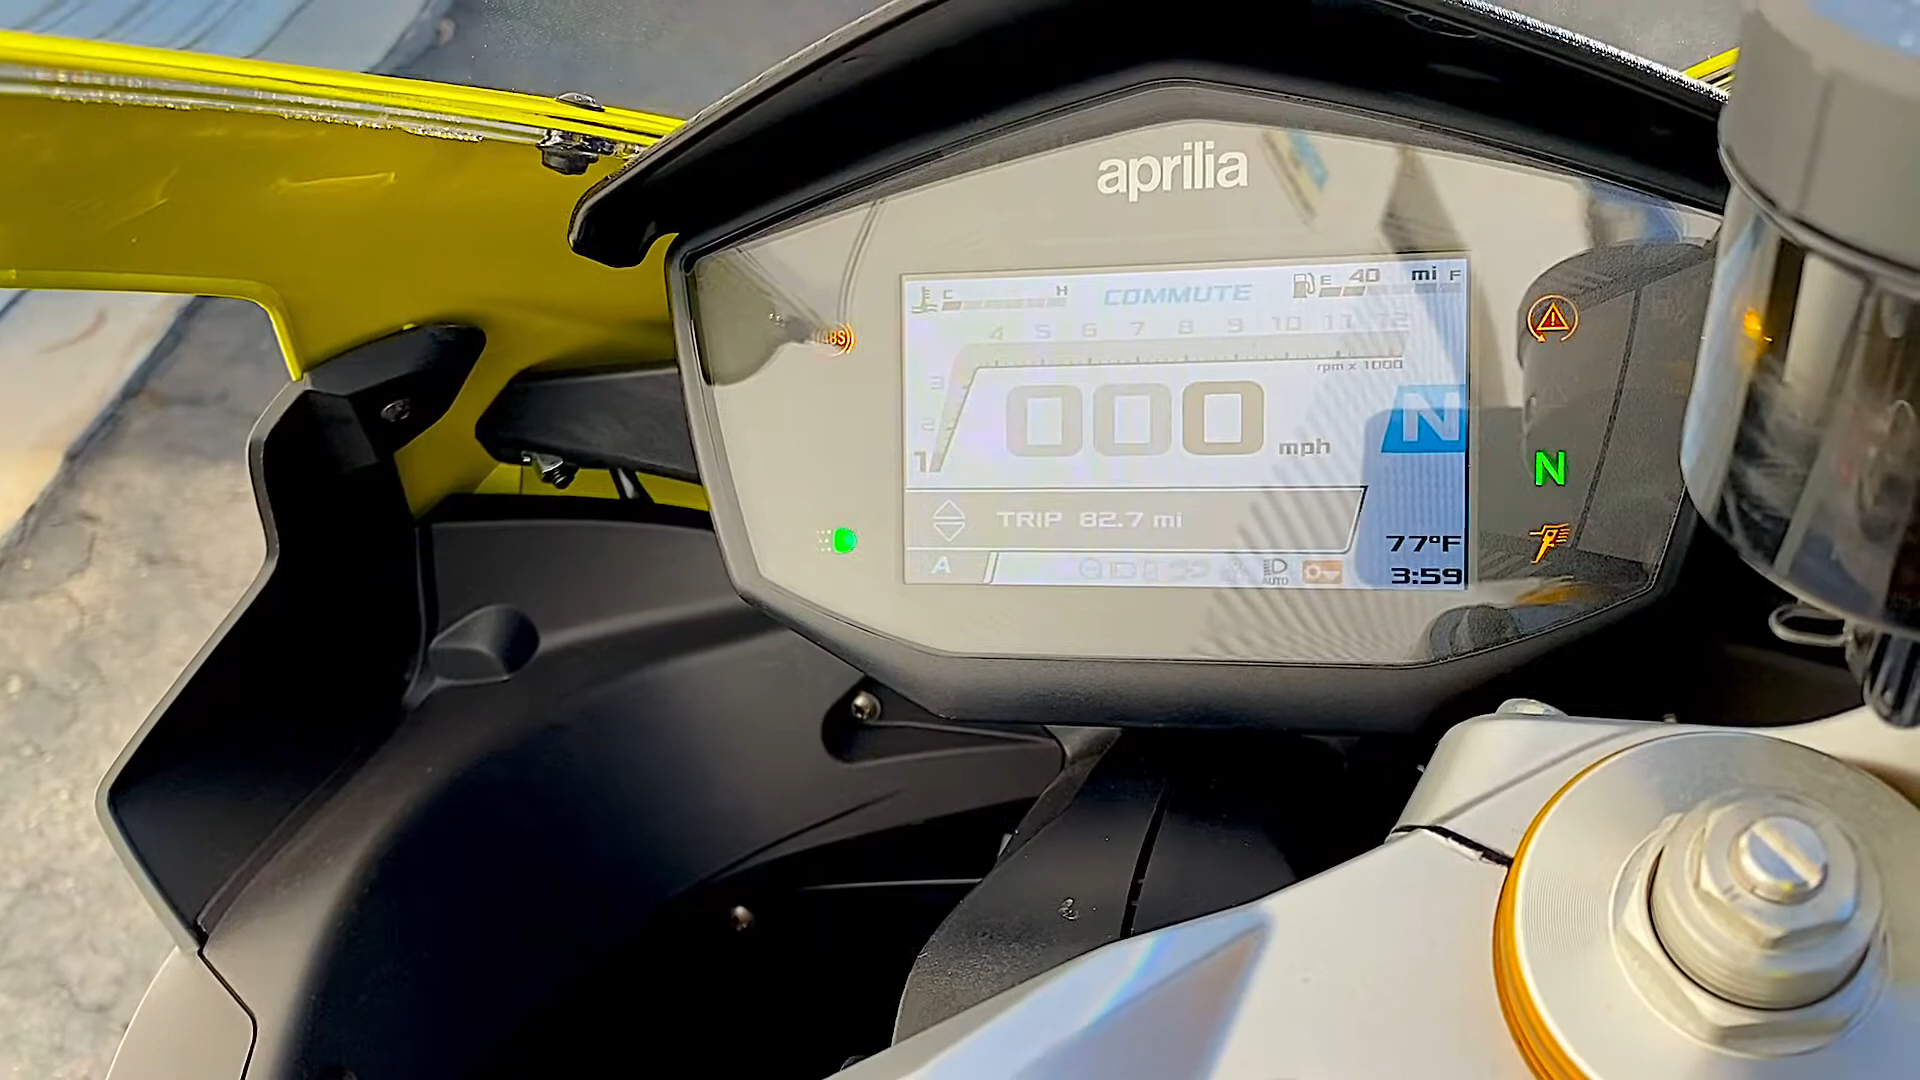 aprilia
C H COMMUTE E 40 mi F
4 5 6 7 8 9 10 11 12
rpm x 1000
ABS
3
2
1
000 mph N
N
TRIP 82.7 mi
77°F
A AUTO 3:59